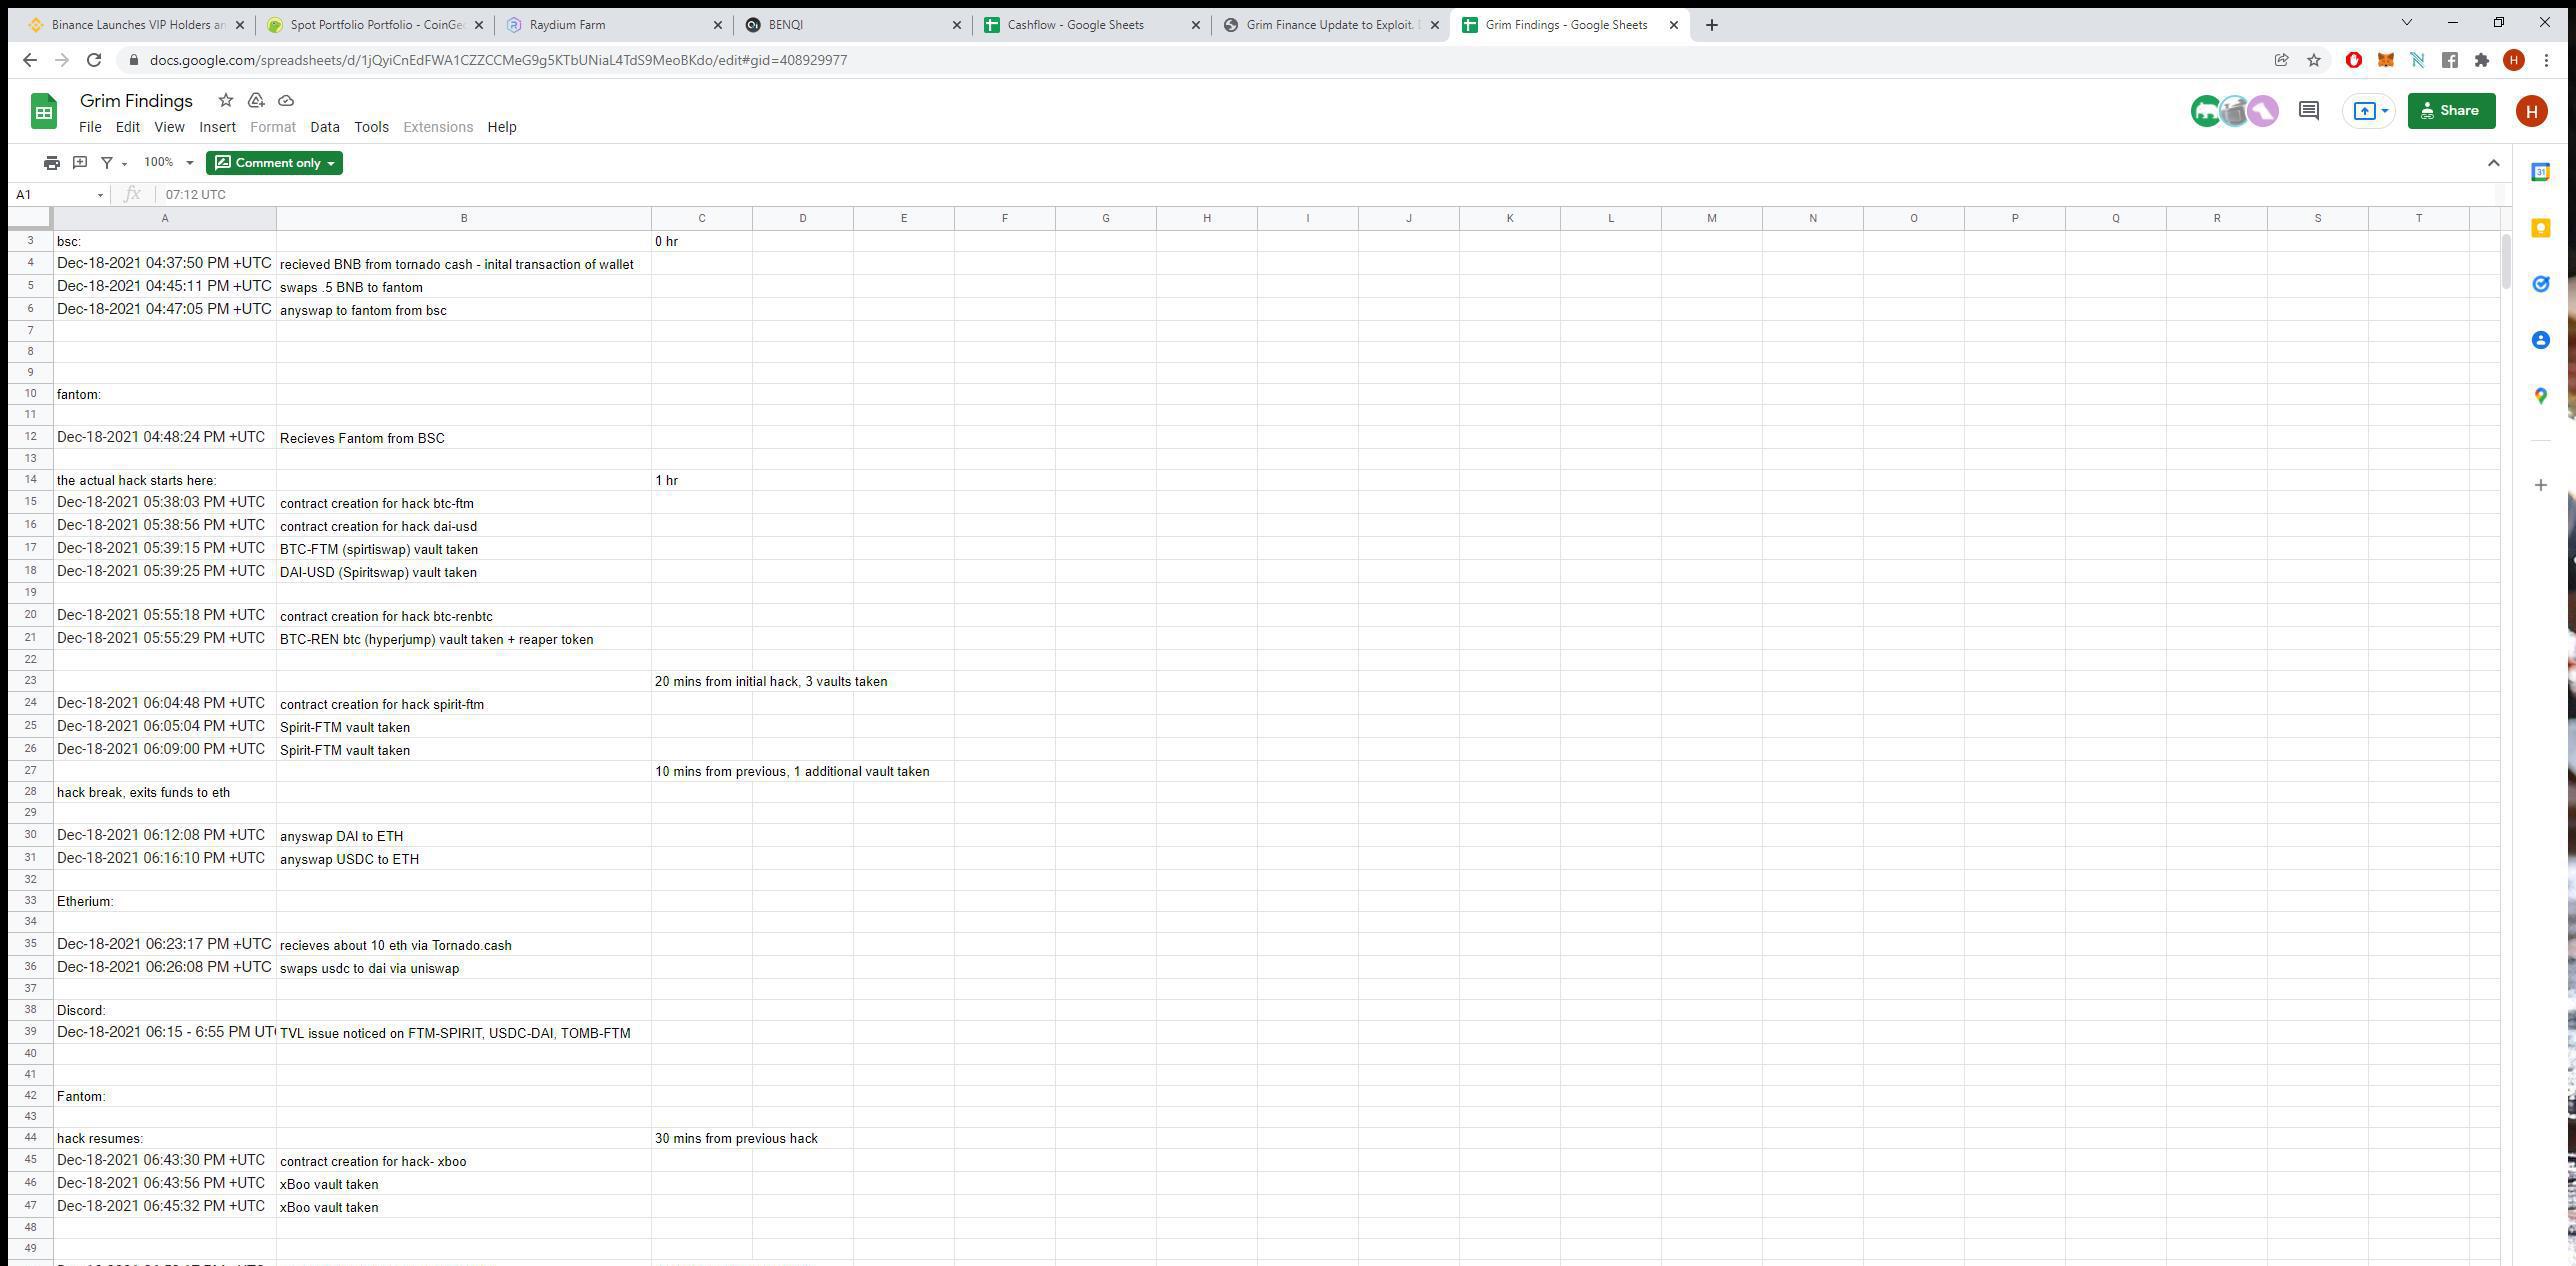 Binance Launches VIP Holders an
Spot Portfolio Portfolio - CoinGec
Raydium Farm
BENQI
Cashflow - Google Sheets
Grim Finance Update to Exploit.
Grim Findings - Google Sheets
docs.google.com/spreadsheets/d/1jQyiCnEdFWA1CZZCCMeG9g5KTbUNiaL4TdS9MeoBKdo/edit#gid=408929977
H
Grim Findings
File Edit View Insert Format Data Tools Extensions Help
Share
H
100%
Comment only
A1
fx
07:12 UTC
31
A B C D E F G H I J K L M N O P Q R S T
3 bsc: 0 hr
4 Dec-18-2021 04:37:50 PM +UTC recieved BNB from tornado cash - inital transaction of wallet
5 Dec-18-2021 04:45:11 PM +UTC swaps .5 BNB to fantom
6 Dec-18-2021 04:47:05 PM +UTC anyswap to fantom from bsc
7
8
9
10 fantom:
11
12 Dec-18-2021 04:48:24 PM +UTC Recieves Fantom from BSC
13
14 the actual hack starts here: 1 hr
15 Dec-18-2021 05:38:03 PM +UTC contract creation for hack btc-ftm
16 Dec-18-2021 05:38:56 PM +UTC contract creation for hack dai-usd
17 Dec-18-2021 05:39:15 PM +UTC BTC-FTM (spirtiswap) vault taken
18 Dec-18-2021 05:39:25 PM +UTC DAI-USD (Spiritswap) vault taken
19
20 Dec-18-2021 05:55:18 PM +UTC contract creation for hack btc-renbtc
21 Dec-18-2021 05:55:29 PM +UTC BTC-REN btc (hyperjump) vault taken + reaper token
22
23 20 mins from initial hack, 3 vaults taken
24 Dec-18-2021 06:04:48 PM +UTC contract creation for hack spirit-ftm
25 Dec-18-2021 06:05:04 PM +UTC Spirit-FTM vault taken
26 Dec-18-2021 06:09:00 PM +UTC Spirit-FTM vault taken
27 10 mins from previous, 1 additional vault taken
28 hack break, exits funds to eth
29
30 Dec-18-2021 06:12:08 PM +UTC anyswap DAI to ETH
31 Dec-18-2021 06:16:10 PM +UTC anyswap USDC to ETH
32
33 Etherium:
34
35 Dec-18-2021 06:23:17 PM +UTC recieves about 10 eth via Tornado.cash
36 Dec-18-2021 06:26:08 PM +UTC swaps usdc to dai via uniswap
37
38 Discord:
39 Dec-18-2021 06:15 - 6:55 PM UT TVL issue noticed on FTM-SPIRIT, USDC-DAI, TOMB-FTM
40
41
42 Fantom:
43
44 hack resumes: 30 mins from previous hack
45 Dec-18-2021 06:43:30 PM +UTC contract creation for hack- xboo
46 Dec-18-2021 06:43:56 PM +UTC xBoo vault taken
47 Dec-18-2021 06:45:32 PM +UTC xBoo vault taken
48
49